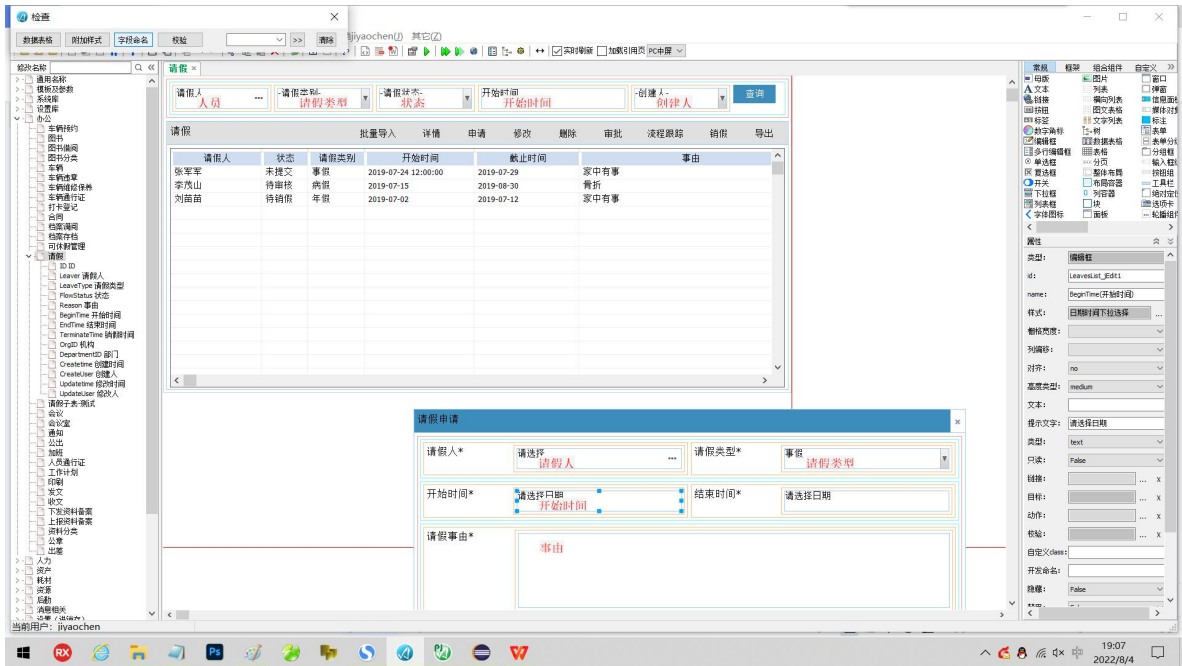 检查
jiyaochen(J) 其它(Z)
数据表格 附加样式 字段命名 校验 >> 清除
实时刷新 加载引用页 PC中屏
修改名称
通用名称
模板及参数
系统库
设置库
办公
车辆预约
图书
图书借阅
图书分类
车辆
车辆违章
车辆维修保养
车辆通行证
打卡登记
合同
档案调阅
档案存档
可休假管理
请假
ID ID
Leaver 请假人
LeaveType 请假类型
FlowStatus 状态
Reason 事由
BeginTime 开始时间
EndTime 结束时间
TerminateTime 销假时间
OrgID 机构
DepartmentID 部门
Createtime 创建时间
CreateUser 创建人
Updatetime 修改时间
UpdateUser 修改人
请假子表-测试
会议
会议室
通知
公出
加班
人员通行证
工作计划
印刷
发文
收文
下发资料备案
上报资料备案
资料分类
公章
出差
人力
资产
耗材
资源
后勤
消息相关
当前用户: jiyaochen
请假
请假人 -请假类别- -请假状态- 开始时间 -创建人- 查询
人员 请假类型 状态 开始时间 创建人
请假 批量导入 详情 申请 修改 删除 审批 流程跟踪 销假 导出
请假人 状态 请假类别 开始时间 截止时间 事由
张军军 未提交 事假 2019-07-24 12:00:00 2019-07-29 家中有事
李茂山 待审核 病假 2019-07-15 2019-08-30 骨折
刘苗苗 待销假 年假 2019-07-02 2019-07-12 家中有事
请假申请
请假人* 请选择 请假类型* 事假
请假人 请假类型
开始时间* 请选择日期 结束时间* 请选择日期
开始时间
请假事由*
事由
常规 框架 组合组件 自定义
母版 图片 窗口
文本 列表 弹窗
链接 横向列表 信息面板
按钮 图文列表 媒体对象
标签 文字列表 标注
数字角标 树 表单
编辑框 数据表格 表单分组
多行编辑框 表格 分组框
单选框 分页 输入框组
复选框 整体布局 按钮组
开关 布局容器 工具栏
下拉框 列容器 绝对定位
列表框 块 选项卡
字体图标 面板 轮播组件
属性
类型: 编辑框
id: LeavesList_jEdit1
name: BeginTime(开始时间)
样式: 日期时间下拉选择 ...
栅格宽度:
列偏移:
对齐: no
高度类型: medium
文本:
提示文字: 请选择日期
类型: text
只读: False
链接: ... x
目标: ... x
动作: ... x
校验: ... x
自定义class:
开发命名:
隐藏: False
19:07
2022/8/4